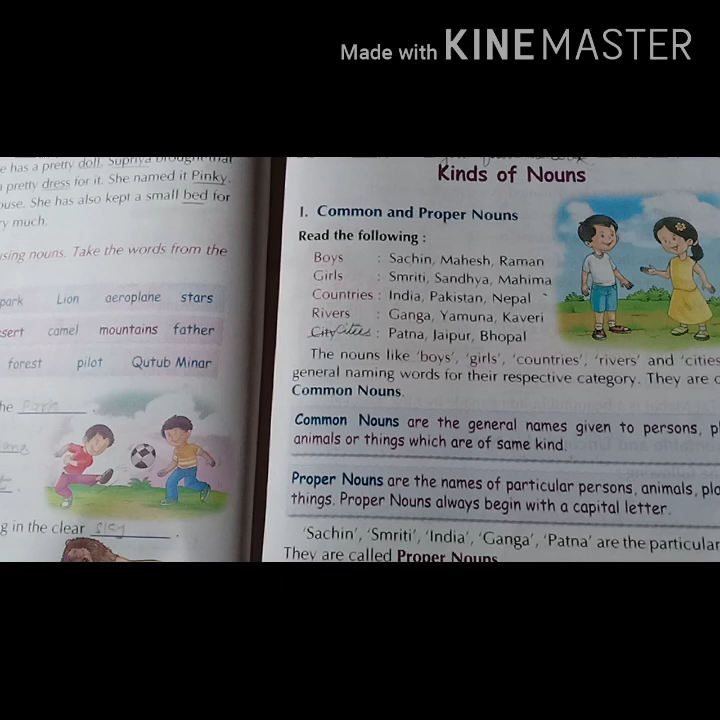 Made with KINEMASTER
e has a pretty doll. Supriya brought that
a pretty dress for it. She named it Pinky.
ouse. She has also kept a small bed for
ry much.
using nouns. Take the words from the
park Lion aeroplane stars
sert camel mountains father
forest pilot Qutub Minar
he Park .
g in the clear sky .
Kinds of Nouns
I. Common and Proper Nouns
Read the following :
Boys : Sachin, Mahesh, Raman
Girls : Smriti, Sandhya, Mahima
Countries : India, Pakistan, Nepal
Rivers : Ganga, Yamuna, Kaveri
City Cities : Patna, Jaipur, Bhopal
The nouns like 'boys', 'girls', 'countries', 'rivers' and 'cities
general naming words for their respective category. They are c
Common Nouns.
Common Nouns are the general names given to persons, pl
animals or things which are of same kind.
Proper Nouns are the names of particular persons, animals, pla
things. Proper Nouns always begin with a capital letter.
'Sachin', 'Smriti', 'India', 'Ganga', 'Patna' are the particular
They are called Proper Nouns